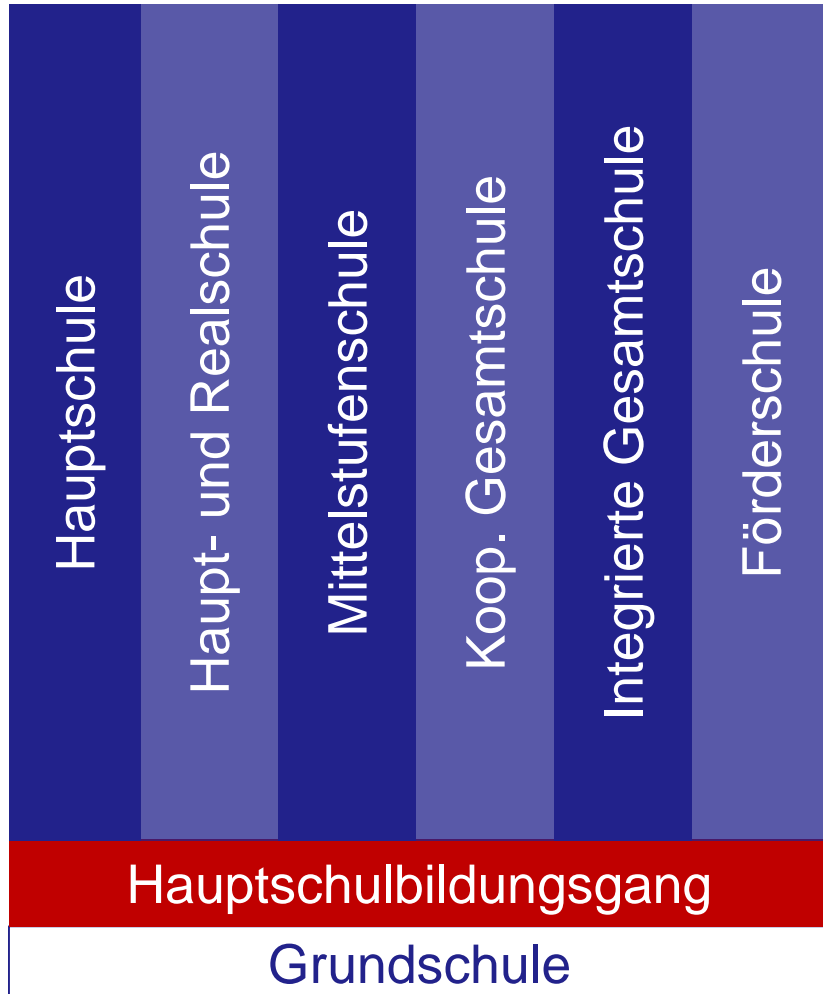 Hauptschule
Haupt- und Realschule
Mittelstufenschule
Koop. Gesamtschule
Integrierte Gesamtschule
Förderschule
Hauptschulbildungsgang
Grundschule